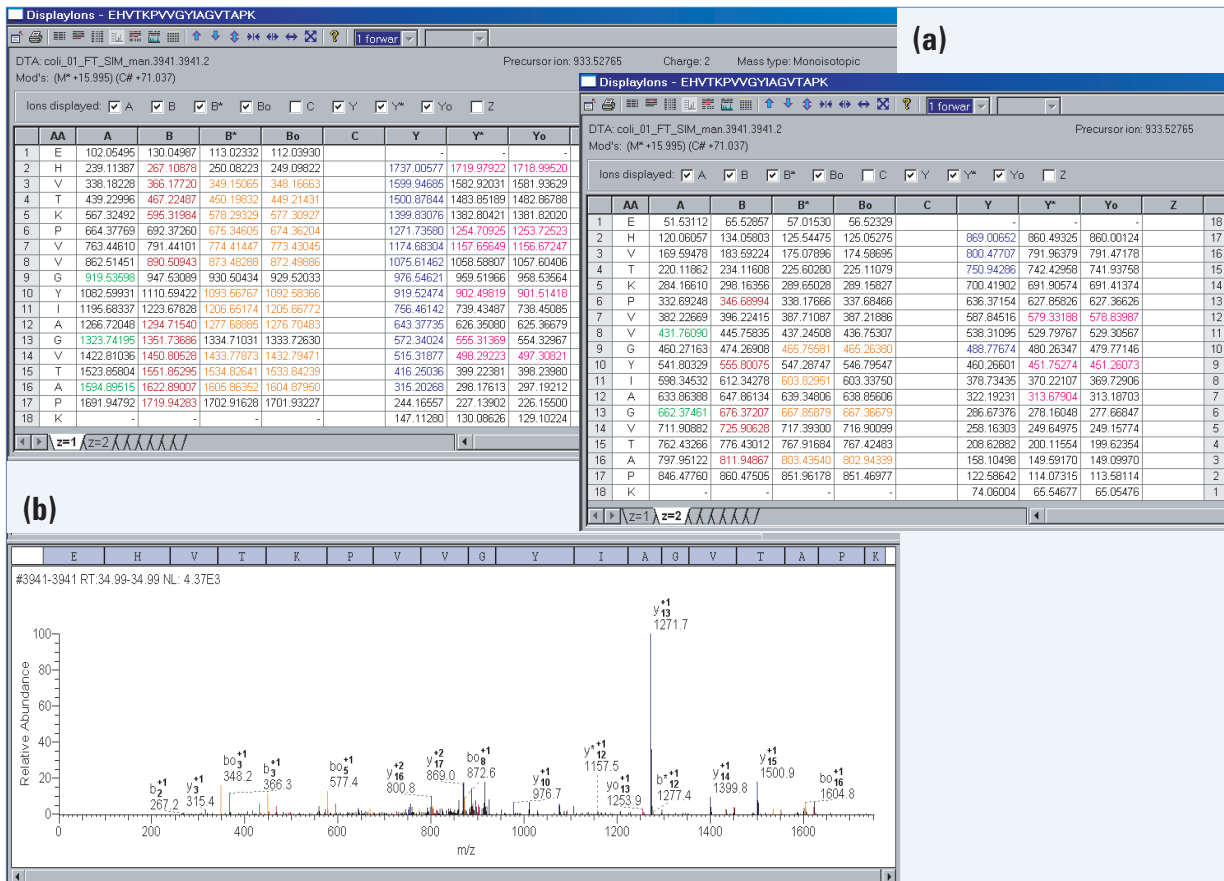 DisplayIons - EHVTKPVVGYIAGVTAPK
1 forwar
DTA: coli_01_FT_SIM_man.3941.3941.2 Precursor ion: 933.52765 Charge: 2 Mass type: Monoisotopic
Mod's: (M* +15.995) (C# +71.037)
Ions displayed: A B B* Bo C Y Y* Yo Z
AA A B B* Bo C Y Y* Yo
1 E 102.05495 130.04987 113.02332 112.03930 - - -
2 H 239.11387 267.10878 250.08223 249.09822 1737.00577 1719.97922 1718.99520
3 V 338.18228 366.17720 349.15065 348.16663 1599.94685 1582.92031 1581.93629
4 T 439.22996 467.22487 450.19832 449.21431 1500.87844 1483.85189 1482.86788
5 K 567.32492 595.31984 578.29329 577.30927 1399.83076 1382.80421 1381.82020
6 P 664.37769 692.37260 675.34605 674.36204 1271.73580 1254.70925 1253.72523
7 V 763.44610 791.44101 774.41447 773.43045 1174.68304 1157.65649 1156.67247
8 V 862.51451 890.50943 873.48288 872.49886 1075.61462 1058.58807 1057.60406
9 G 919.53598 947.53089 930.50434 929.52033 976.54621 959.51966 958.53564
10 Y 1082.59931 1110.59422 1093.56767 1092.58366 919.52474 902.49819 901.51418
11 I 1195.68337 1223.67828 1206.65174 1205.66772 756.46142 739.43487 738.45085
12 A 1266.72048 1294.71540 1277.68885 1276.70483 643.37735 626.35080 625.36679
13 G 1323.74195 1351.73686 1334.71031 1333.72630 572.34024 555.31369 554.32967
14 V 1422.81036 1450.80528 1433.77873 1432.79471 515.31877 498.29223 497.30821
15 T 1523.85804 1551.85295 1534.82641 1533.84239 416.25036 399.22381 398.23980
16 A 1594.89515 1622.89007 1605.86352 1604.87950 315.20268 298.17613 297.19212
17 P 1691.94792 1719.94283 1702.91628 1701.93227 244.16557 227.13902 226.15500
18 K - - - - 147.11280 130.08626 129.10224
z=1 z=2
(a)
DisplayIons - EHVTKPVVGYIAGVTAPK
1 forwar
DTA: coli_01_FT_SIM_man.3941.3941.2 Precursor ion: 933.52765
Mod's: (M* +15.995) (C# +71.037)
Ions displayed: A B B* Bo C Y Y* Yo Z
AA A B B* Bo C Y Y* Yo Z
1 E 51.53112 65.52857 57.01530 56.52329 - - - 18
2 H 120.06057 134.05803 125.54475 125.05275 869.00652 860.49325 860.00124 17
3 V 169.59478 183.59224 175.07896 174.58695 800.47707 791.96379 791.47178 16
4 T 220.11862 234.11608 225.60280 225.11079 750.94286 742.42958 741.93758 15
5 K 284.16610 298.16356 289.65028 289.15827 700.41902 691.90574 691.41374 14
6 P 332.69248 346.68994 338.17666 337.68466 636.37154 627.85826 627.36626 13
7 V 382.22669 396.22415 387.71087 387.21886 587.84516 579.33188 578.83987 12
8 V 431.76090 445.75835 437.24508 436.75307 538.31095 529.79767 529.30567 11
9 G 460.27163 474.26908 465.75581 465.26380 488.77674 480.26347 479.77146 10
10 Y 541.80329 555.80075 547.28747 546.79547 460.26601 451.75274 451.26073 9
11 I 598.34532 612.34278 603.82951 603.33750 378.73435 370.22107 369.72906 8
12 A 633.86388 647.86134 639.34806 638.85606 322.19231 313.67904 313.18703 7
13 G 662.37461 676.37207 667.85879 667.36679 286.67376 278.16048 277.66847 6
14 V 711.90882 725.90628 717.39300 716.90099 258.16303 249.64975 249.15774 5
15 T 762.43266 776.43012 767.91684 767.42483 208.62882 200.11554 199.62354 4
16 A 797.95122 811.94867 803.43540 802.94339 158.10498 149.59170 149.09970 3
17 P 846.47760 860.47505 851.96178 851.46977 122.58642 114.07315 113.58114 2
18 K - - - - 74.06004 65.54677 65.05476 1
z=1 z=2
(b)
E H V T K P V V G Y I A G V T A P K
#3941-3941 RT:34.99-34.99 NL: 4.37E3
y13+1
1271.7
100
80
60
40
20
0
Relative Abundance
b2+1
267.2
y3+1
315.4
bo3+1
348.2
b3+1
366.3
bo5+1
577.4
y16+2
800.8
y17+2
869.0
bo8+1
872.6
y10+1
976.7
y*12+1
1157.5
yo13+1
1253.9
b*12+1
1277.4
y14+1
1399.8
y15+1
1500.9
bo16+1
1604.8
0 200 400 600 800 1000 1200 1400 1600
m/z